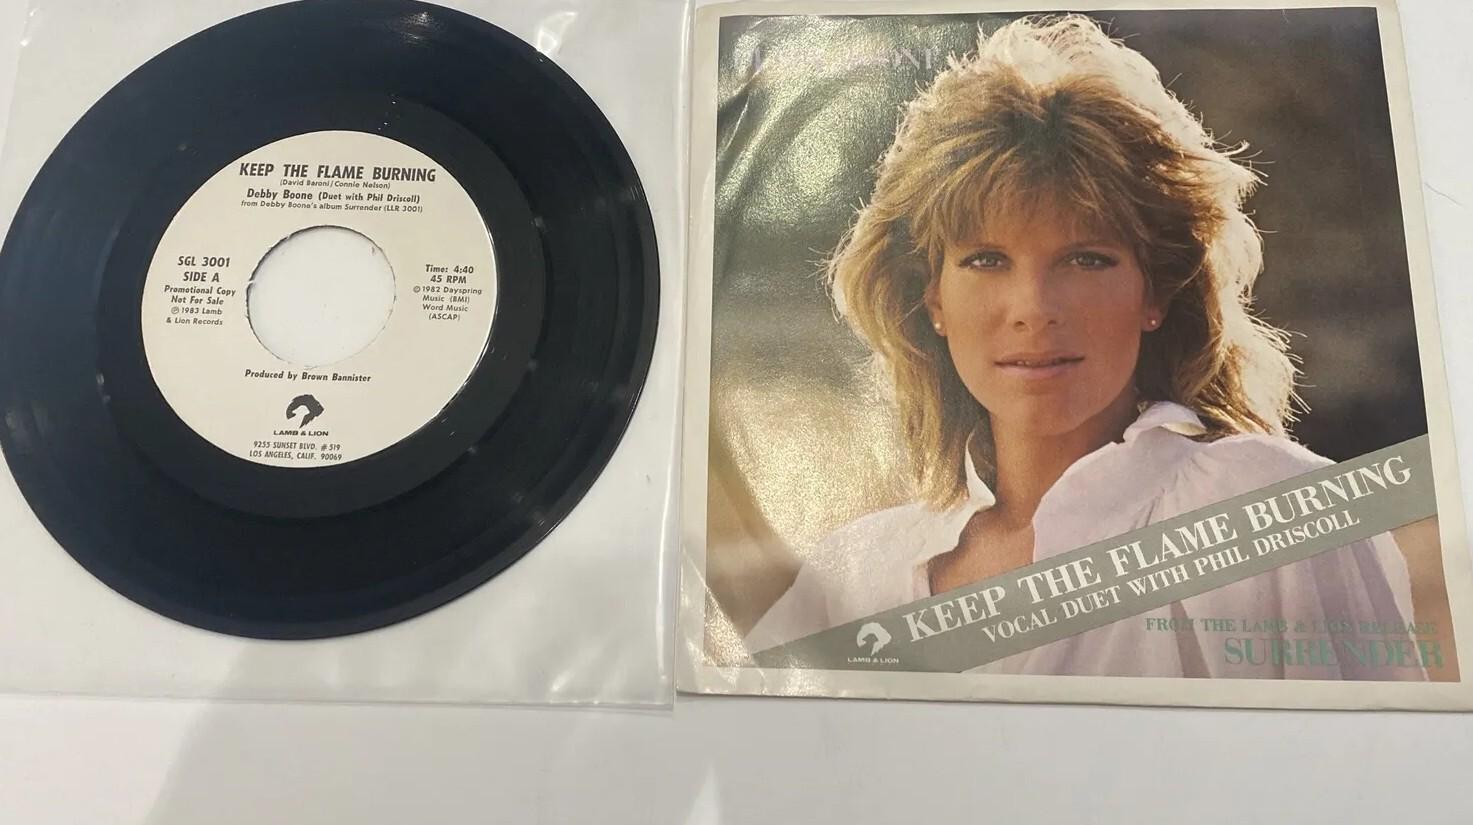 KEEP THE FLAME BURNING
(David Baroni/Connie Nelson)
Debby Boone (Duet with Phil Driscoll)
from Debby Boone's album Surrender (LLR 3001)
SGL 3001
SIDE A
Promotional Copy
Not For Sale
℗ 1983 Lamb
& Lion Records
Time: 4:40
45 RPM
© 1982 Dayspring
Music (BMI)
Word Music
(ASCAP)
Produced by Brown Bannister
LAMB & LION
9255 SUNSET BLVD. # 519
LOS ANGELES, CALIF. 90069
KEEP THE FLAME BURNING
VOCAL DUET WITH PHIL DRISCOLL
LAMB & LION
FROM THE LAMB & LION RELEASE
SURRENDER